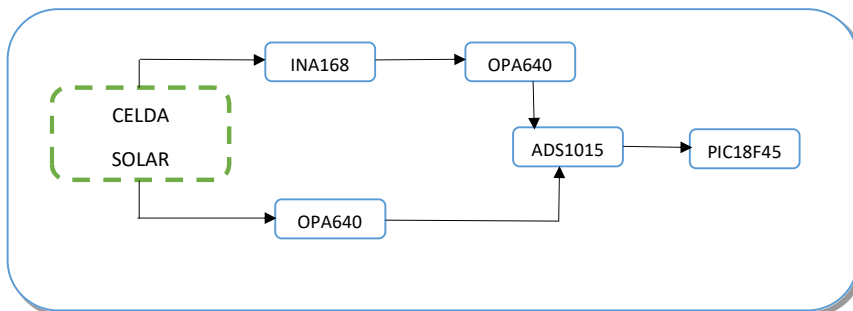 INA168
OPA640
CELDA
SOLAR
ADS1015
PIC18F45
OPA640